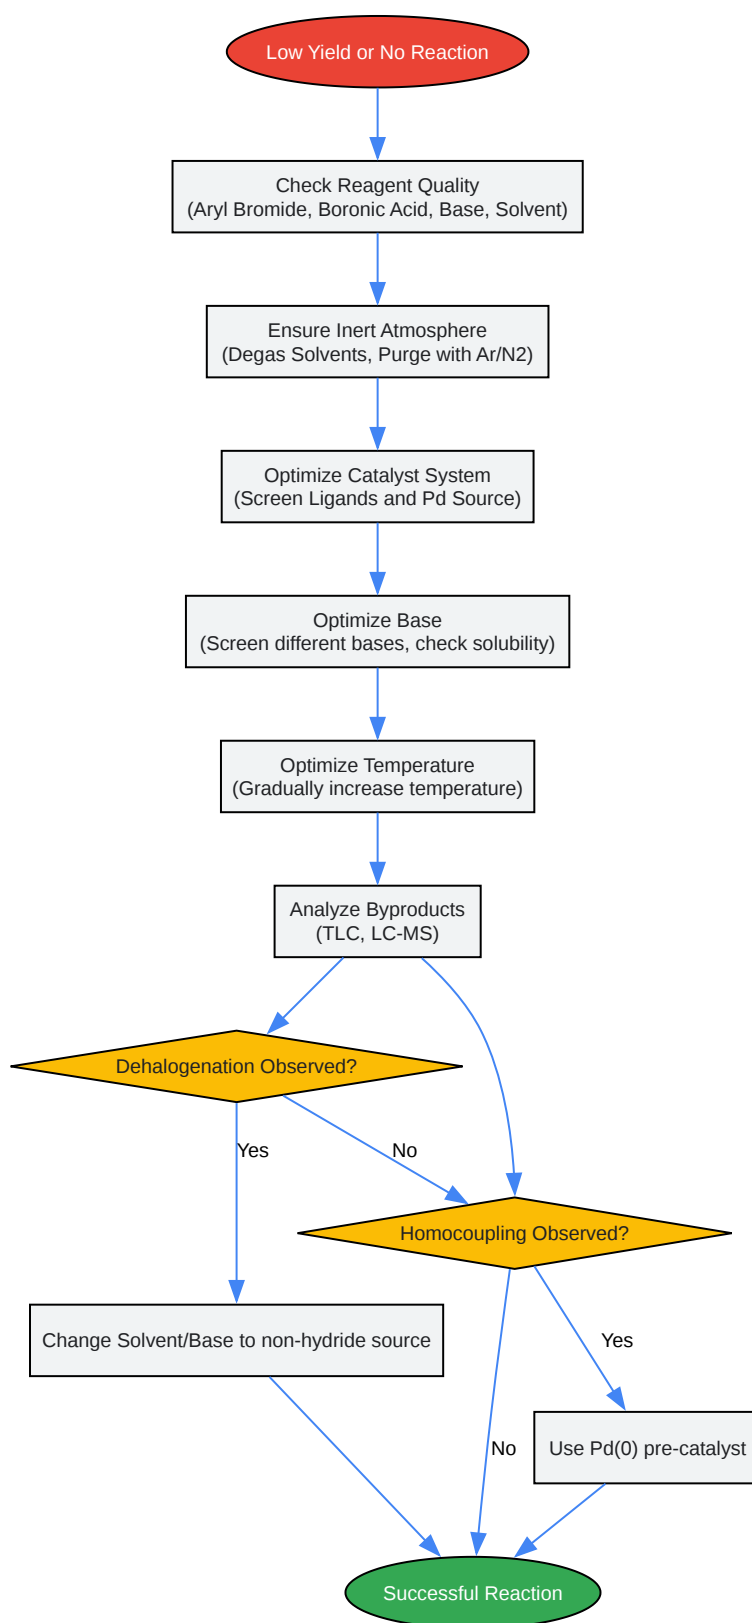 Low Yield or No Reaction
Check Reagent Quality
(Aryl Bromide, Boronic Acid, Base, Solvent)
Ensure Inert Atmosphere
(Degas Solvents, Purge with Ar/N2)
Optimize Catalyst System
(Screen Ligands and Pd Source)
Optimize Base
(Screen different bases, check solubility)
Optimize Temperature
(Gradually increase temperature)
Analyze Byproducts
(TLC, LC-MS)
Dehalogenation Observed?
Yes
No
Homocoupling Observed?
Change Solvent/Base to non-hydride source
Yes
No
Use Pd(0) pre-catalyst
Successful Reaction